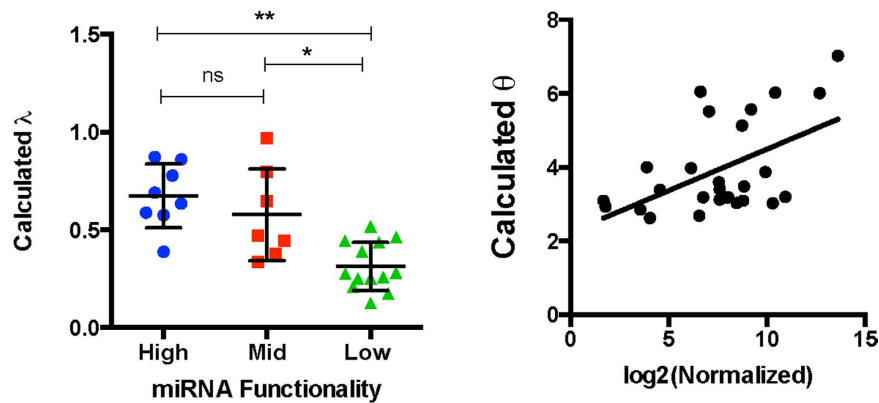 **
ns
*
1.5
1.0
0.5
0.0
Calculated λ
High Mid Low
miRNA Functionality
Calculated θ
8
6
4
2
0
0 5 10 15
log2(Normalized)